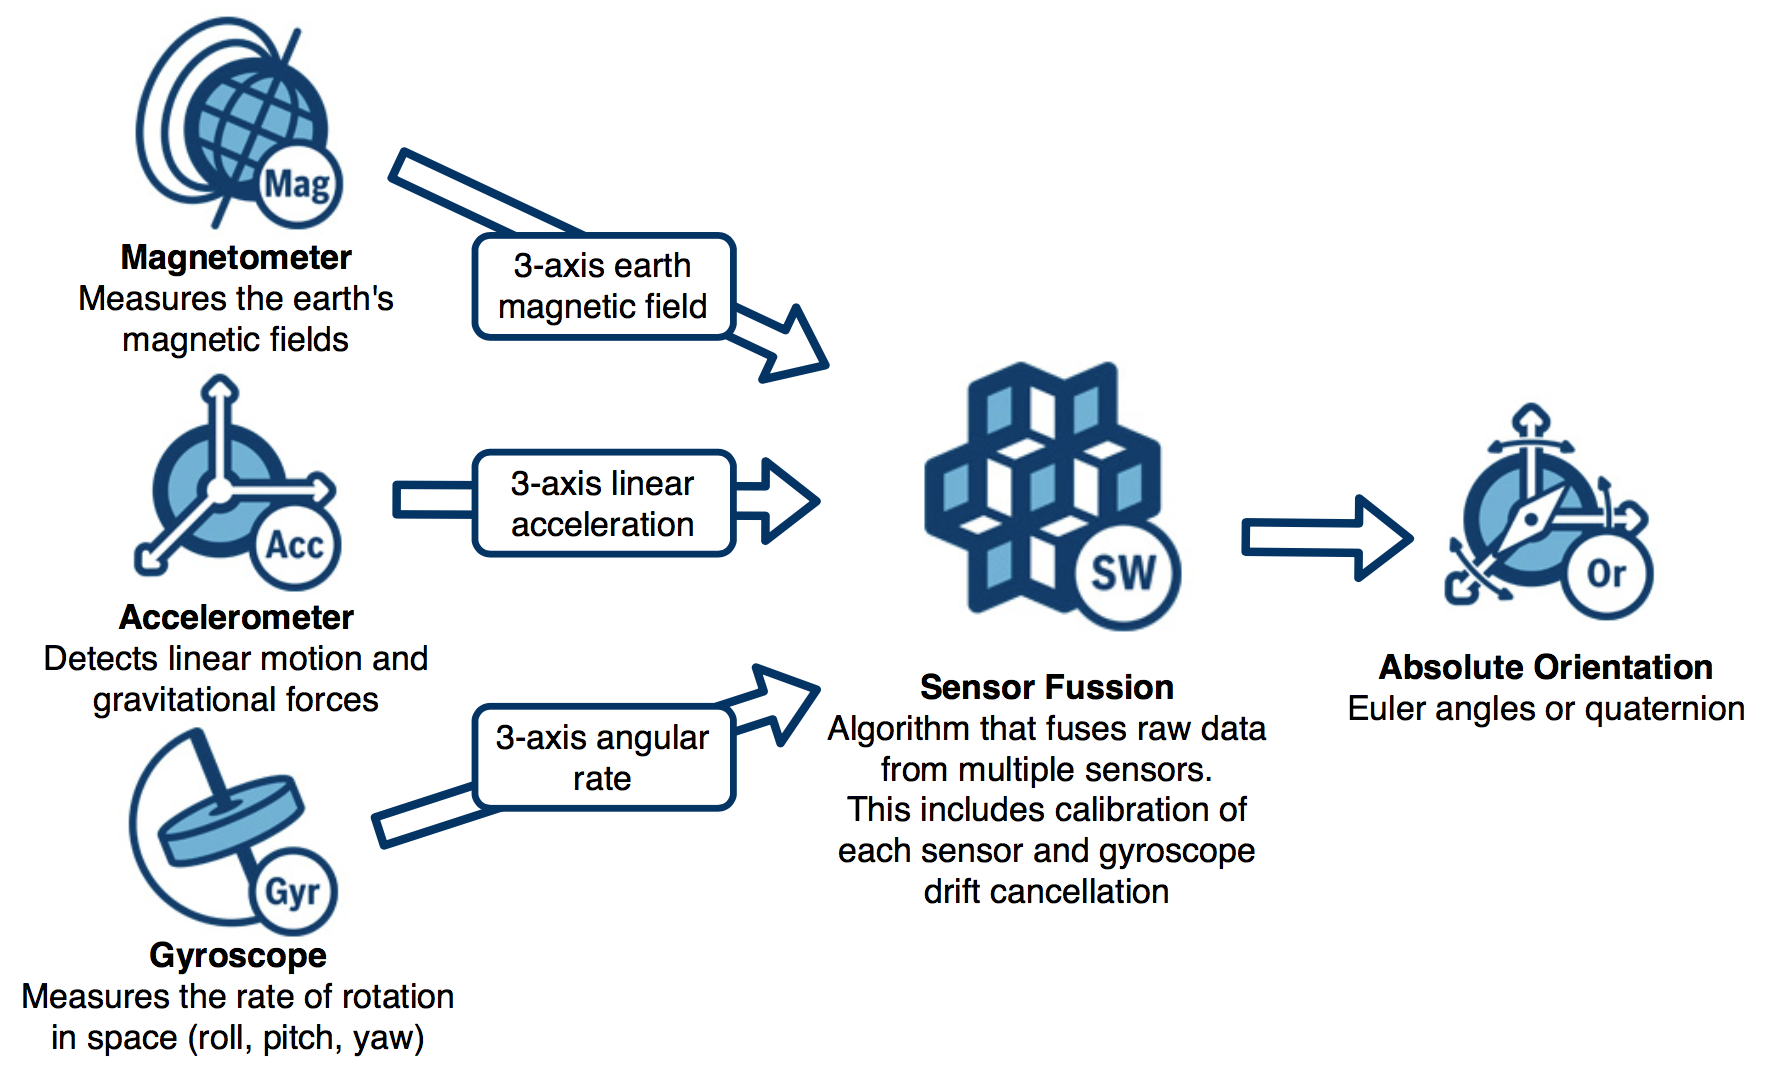 Mag
Magnetometer
Measures the earth's
magnetic fields
3-axis earth
magnetic field
Acc
Accelerometer
Detects linear motion and
gravitational forces
3-axis linear
acceleration
Gyr
Gyroscope
Measures the rate of rotation
in space (roll, pitch, yaw)
3-axis angular
rate
SW
Sensor Fussion
Algorithm that fuses raw data
from multiple sensors.
This includes calibration of
each sensor and gyroscope
drift cancellation
Or
Absolute Orientation
Euler angles or quaternion